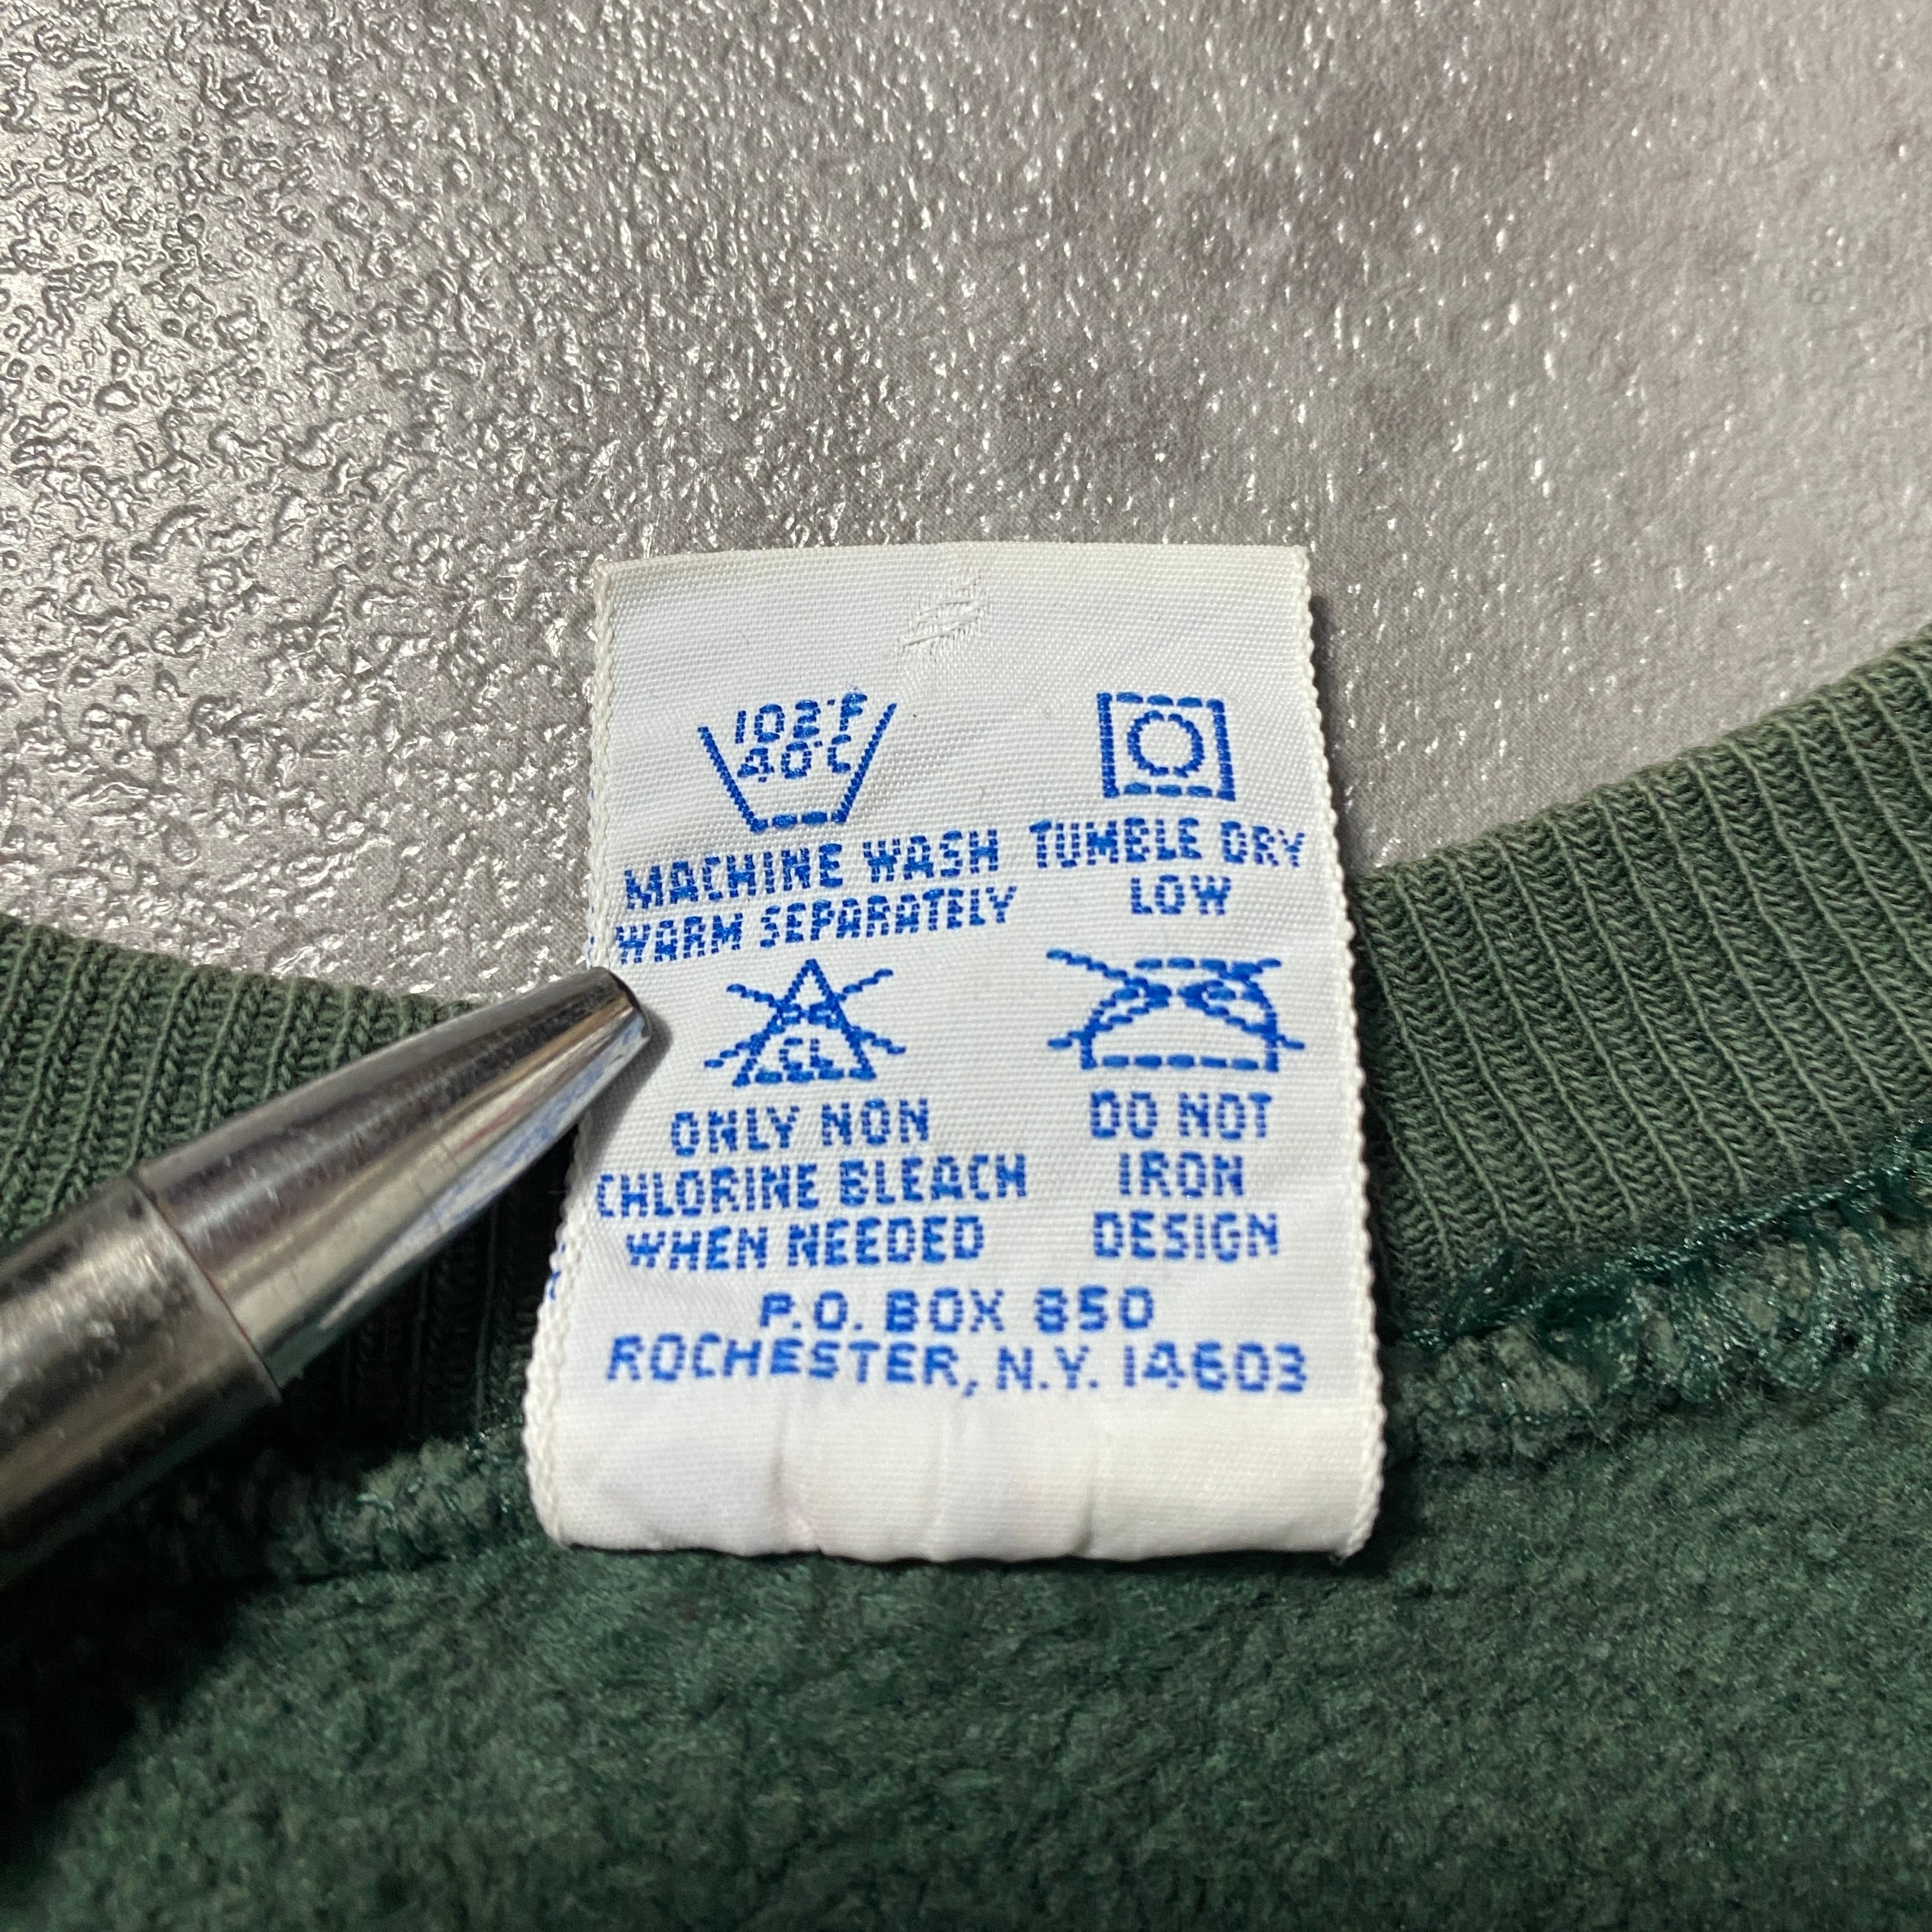 102°F
40°C
MACHINE WASH
WARM SEPARATELY
TUMBLE DRY
LOW
CL
ONLY NON
CHLORINE BLEACH
WHEN NEEDED
DO NOT
IRON
DESIGN
P.O. BOX 850
ROCHESTER, N.Y. 14603